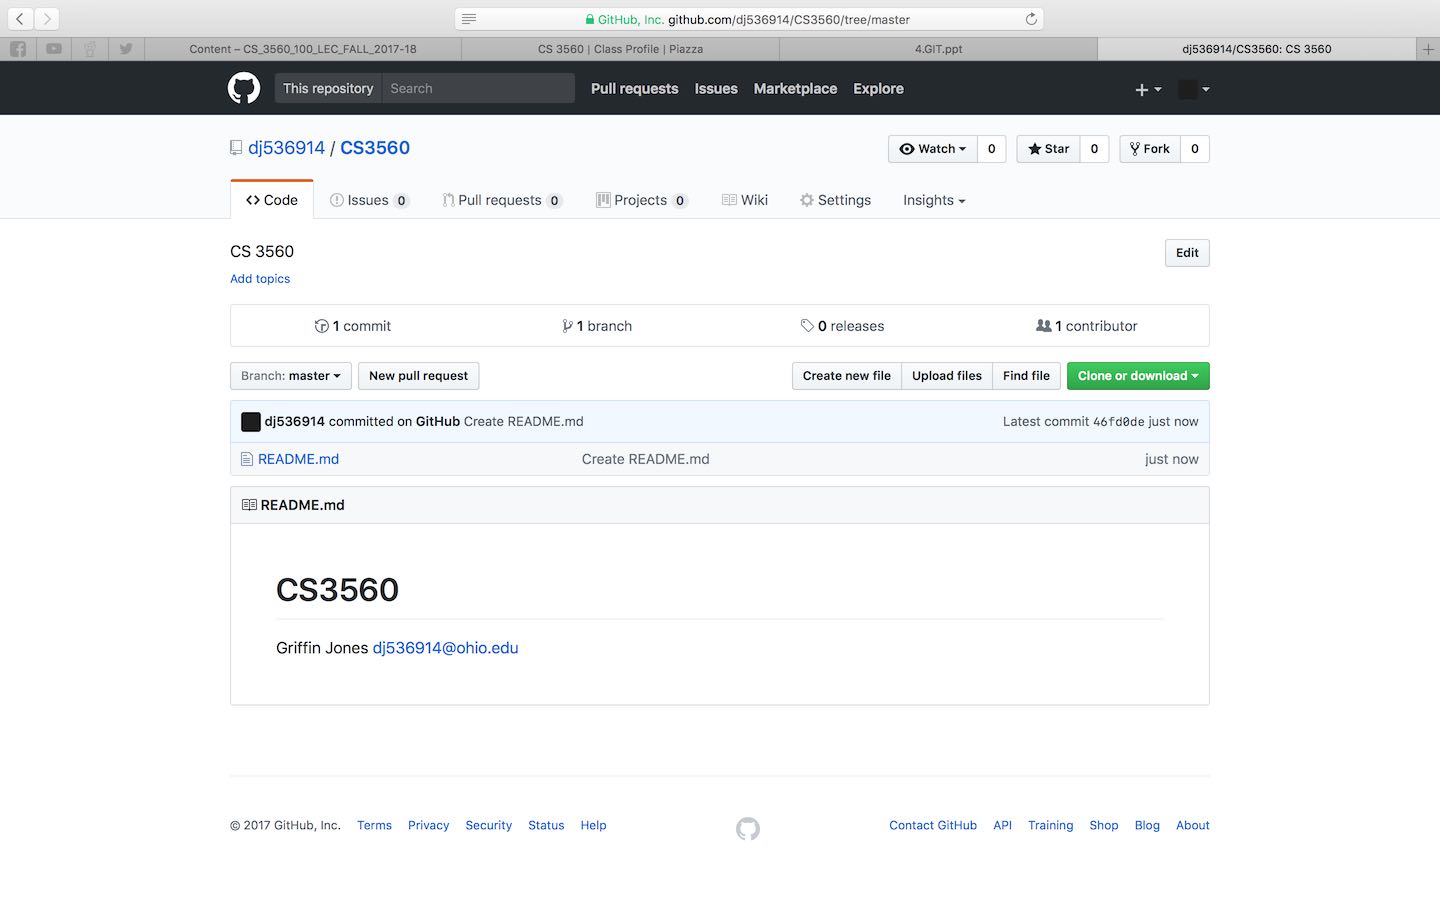 GitHub, Inc. github.com/dj536914/CS3560/tree/master
Content – CS_3560_100_LEC_FALL_2017-18
CS 3560 | Class Profile | Piazza
4.GIT.ppt
dj536914/CS3560: CS 3560
This repository
Search
Pull requests
Issues
Marketplace
Explore
dj536914 / CS3560
Watch 0
Star 0
Fork 0
Code
Issues 0
Pull requests 0
Projects 0
Wiki
Settings
Insights
CS 3560
Edit
Add topics
1 commit
1 branch
0 releases
1 contributor
Branch: master
New pull request
Create new file
Upload files
Find file
Clone or download
dj536914 committed on GitHub Create README.md
Latest commit 46fd0de just now
README.md
Create README.md
just now
README.md
CS3560
Griffin Jones dj536914@ohio.edu
© 2017 GitHub, Inc.
Terms
Privacy
Security
Status
Help
Contact GitHub
API
Training
Shop
Blog
About